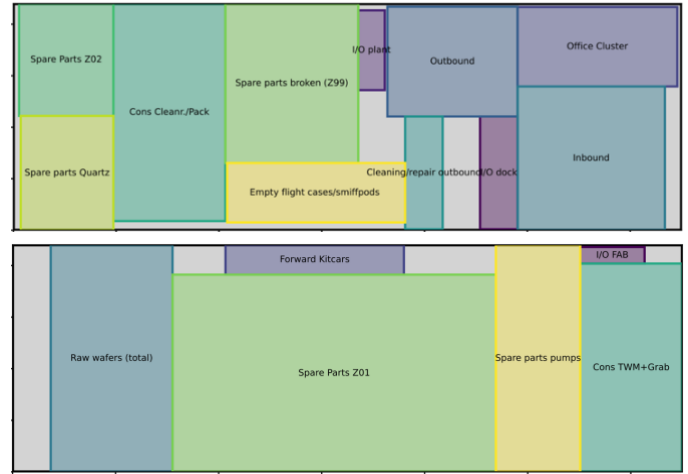 Spare Parts Z02
Cons Cleanr./Pack
Spare parts broken (Z99)
I/O plant
Outbound
Office Cluster
Spare parts Quartz
Empty flight cases/smiffpods
Cleaning/repair outbound
I/O dock
Inbound
Raw wafers (total)
Forward Kitcars
Spare Parts Z01
Spare parts pumps
I/O FAB
Cons TWM+Grab